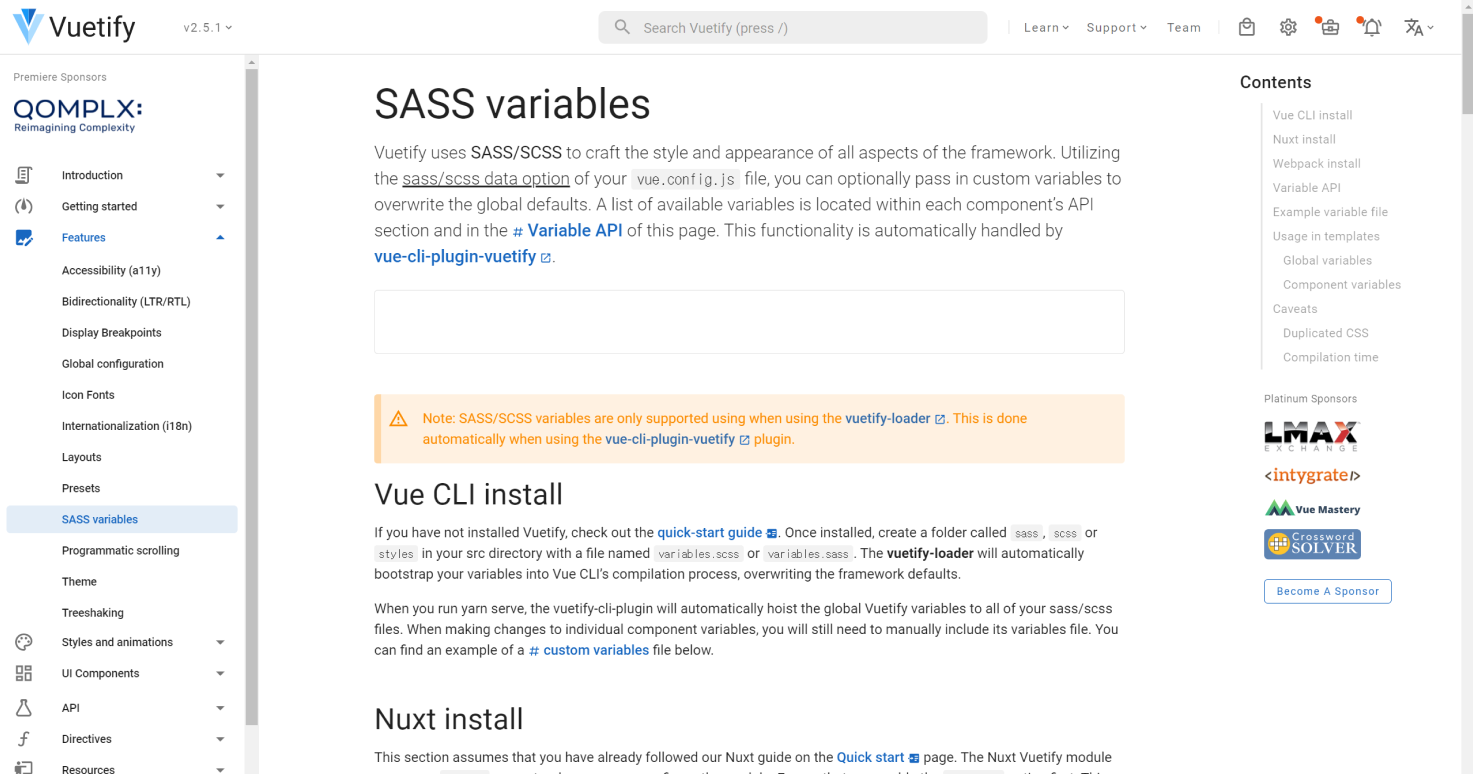 Vuetify
v2.5.1
Search Vuetify (press /)
Learn
Support
Team
Premiere Sponsors
QOMPLX:
Reimagining Complexity
Introduction
Getting started
Features
Accessibility (a11y)
Bidirectionality (LTR/RTL)
Display Breakpoints
Global configuration
Icon Fonts
Internationalization (i18n)
Layouts
Presets
SASS variables
Programmatic scrolling
Theme
Treeshaking
Styles and animations
UI Components
API
Directives
Resources
SASS variables
Vuetify uses SASS/SCSS to craft the style and appearance of all aspects of the framework. Utilizing
the sass/scss data option of your vue.config.js file, you can optionally pass in custom variables to
overwrite the global defaults. A list of available variables is located within each component's API
section and in the # Variable API of this page. This functionality is automatically handled by
vue-cli-plugin-vuetify.
Note: SASS/SCSS variables are only supported using when using the vuetify-loader. This is done
automatically when using the vue-cli-plugin-vuetify plugin.
Vue CLI install
If you have not installed Vuetify, check out the quick-start guide. Once installed, create a folder called sass, scss or
styles in your src directory with a file named variables.scss or variables.sass. The vuetify-loader will automatically
bootstrap your variables into Vue CLI's compilation process, overwriting the framework defaults.
When you run yarn serve, the vuetify-cli-plugin will automatically hoist the global Vuetify variables to all of your sass/scss
files. When making changes to individual component variables, you will still need to manually include its variables file. You
can find an example of a # custom variables file below.
Nuxt install
This section assumes that you have already followed our Nuxt guide on the Quick start page. The Nuxt Vuetify module
Contents
Vue CLI install
Nuxt install
Webpack install
Variable API
Example variable file
Usage in templates
Global variables
Component variables
Caveats
Duplicated CSS
Compilation time
Platinum Sponsors
LMAX
EXCHANGE
<intygrate/>
Vue Mastery
Crossword
SOLVER
Become A Sponsor